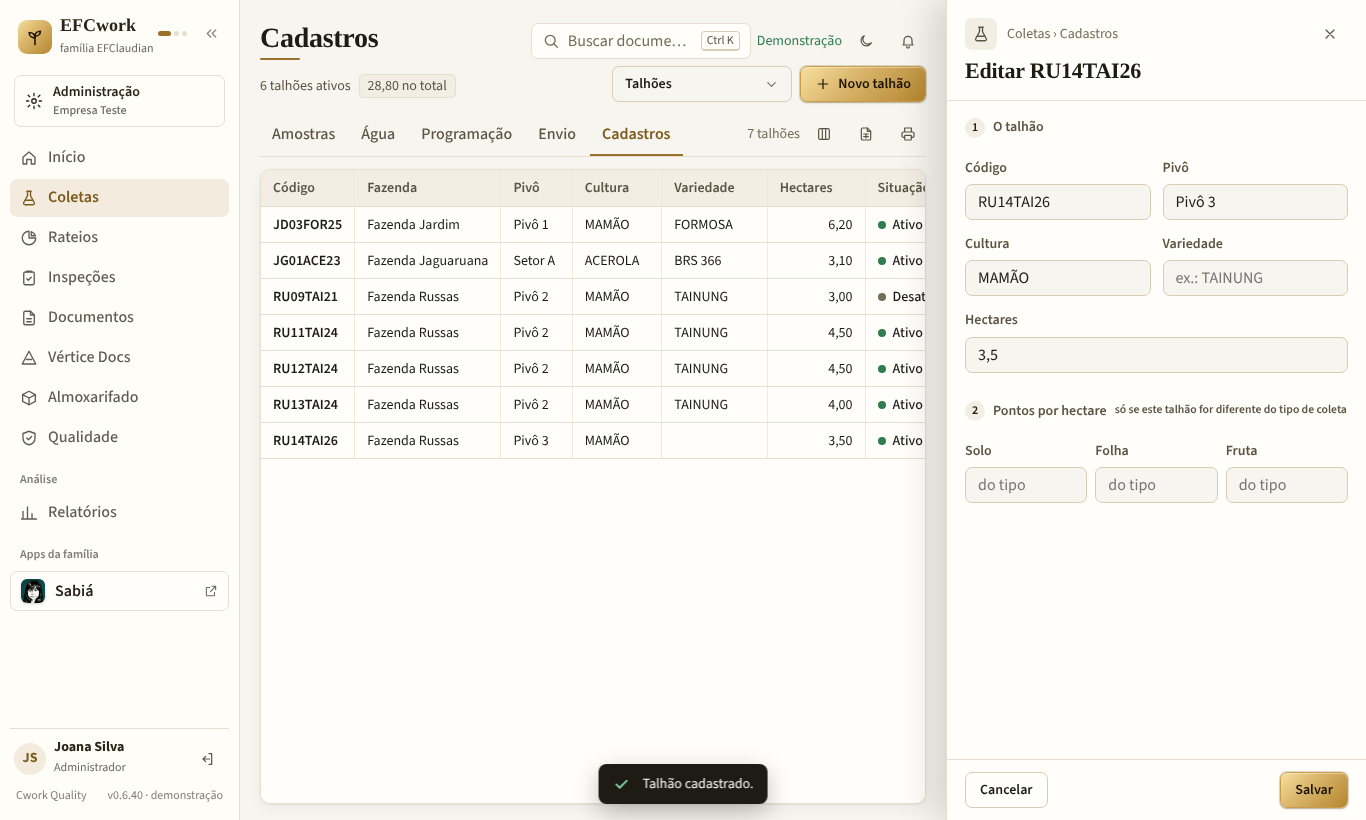 EFCwork
família EFClaudian
Administração
Empresa Teste
Início
Coletas
Rateios
Inspeções
Documentos
Vértice Docs
Almoxarifado
Qualidade
Análise
Relatórios
Apps da família
Sabiá
JS
Joana Silva
Administrador
Cwork Quality v0.6.40 · demonstração
Cadastros
Buscar docume… Ctrl K
Demonstração
6 talhões ativos 28,80 no total
Talhões
Novo talhão
Amostras Água Programação Envio Cadastros
7 talhões
Código Fazenda Pivô Cultura Variedade Hectares Situaçã
JD03FOR25 Fazenda Jardim Pivô 1 MAMÃO FORMOSA 6,20 Ativo
JG01ACE23 Fazenda Jaguaruana Setor A ACEROLA BRS 366 3,10 Ativo
RU09TAI21 Fazenda Russas Pivô 2 MAMÃO TAINUNG 3,00 Desat
RU11TAI24 Fazenda Russas Pivô 2 MAMÃO TAINUNG 4,50 Ativo
RU12TAI24 Fazenda Russas Pivô 2 MAMÃO TAINUNG 4,50 Ativo
RU13TAI24 Fazenda Russas Pivô 2 MAMÃO TAINUNG 4,00 Ativo
RU14TAI26 Fazenda Russas Pivô 3 MAMÃO 3,50 Ativo
Talhão cadastrado.
Coletas › Cadastros
Editar RU14TAI26
1 O talhão
Código Pivô
RU14TAI26 Pivô 3
Cultura Variedade
MAMÃO ex.: TAINUNG
Hectares
3,5
2 Pontos por hectare só se este talhão for diferente do tipo de coleta
Solo Folha Fruta
do tipo do tipo do tipo
Cancelar Salvar